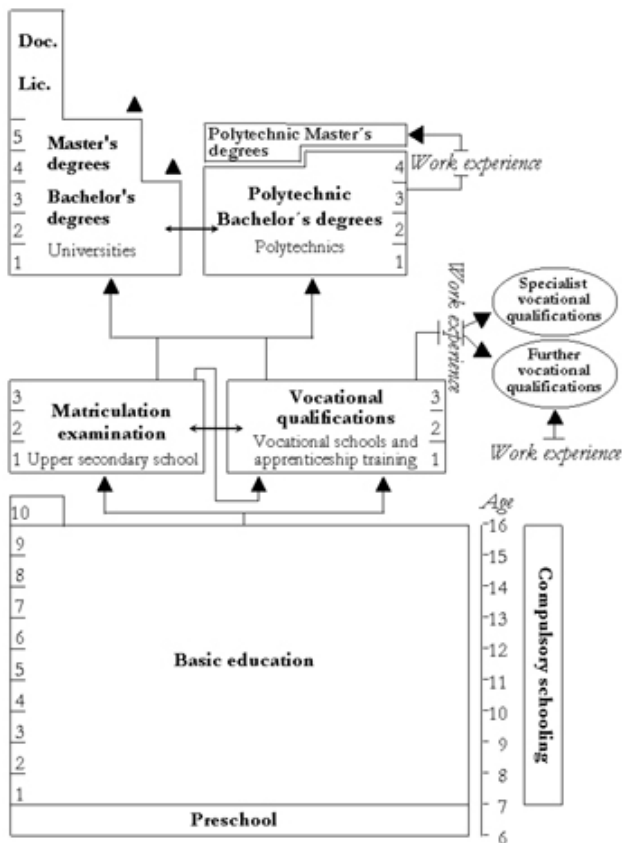 Doc.
Lic.
5
4
3
2
1
Master's
degrees
Bachelor's
degrees
Universities
Polytechnic Master´s
degrees
Work experience
4
3
2
1
Polytechnic
Bachelor´s degrees
Polytechnics
Work experience
Specialist
vocational
qualifications
Further
vocational
qualifications
Work experience
3
2
1
Matriculation
examination
Upper secondary school
Vocational
qualifications
Vocational schools and
apprenticeship training
3
2
1
10
9
8
7
6
5
4
3
2
1
Basic education
Preschool
Age
16
15
14
13
12
11
10
9
8
7
6
Compulsory schooling